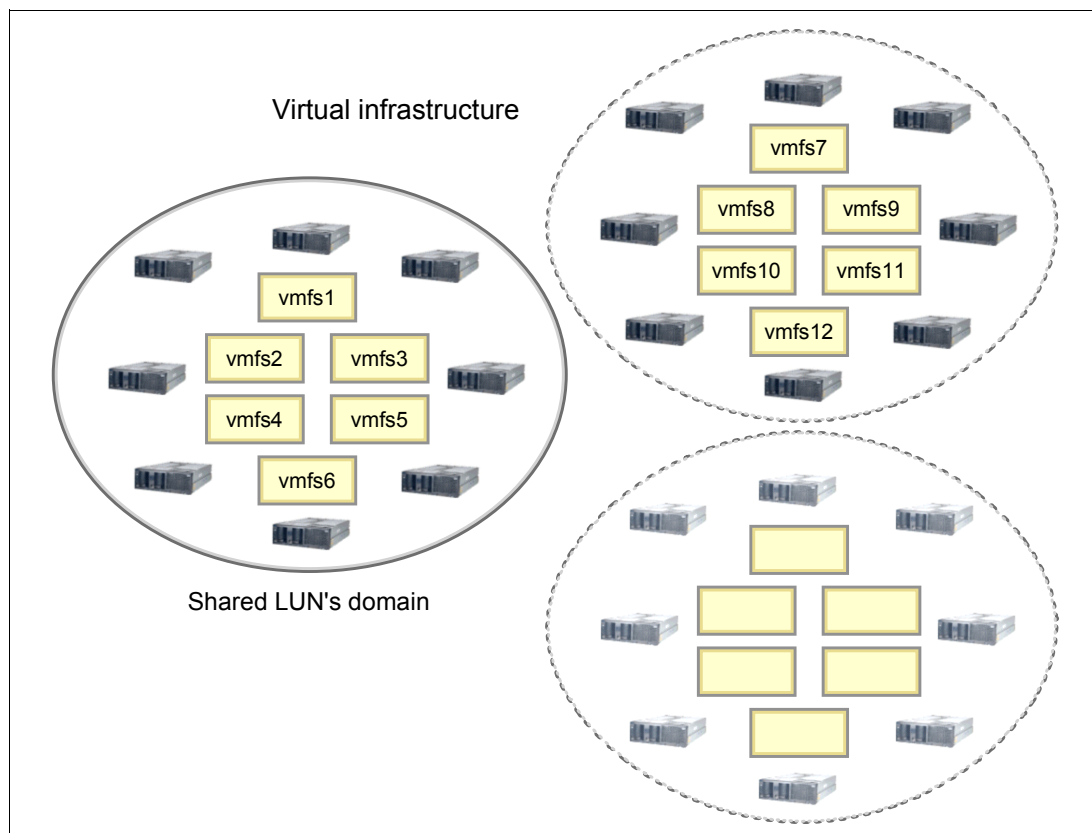 Virtual infrastructure
vmfs1
vmfs2
vmfs3
vmfs4
vmfs5
vmfs6
Shared LUN's domain
vmfs7
vmfs8
vmfs9
vmfs10
vmfs11
vmfs12